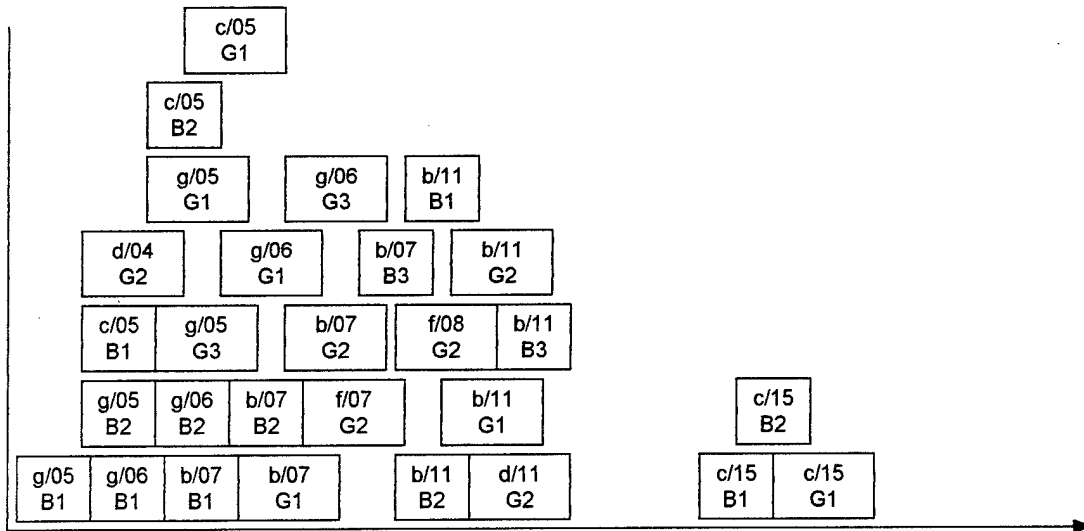 c/05
G1
c/05
B2
g/05
G1
g/06
G3
b/11
B1
d/04
G2
g/06
G1
b/07
B3
b/11
G2
c/05
B1
g/05
G3
b/07
G2
f/08
G2
b/11
B3
g/05
B2
g/06
B2
b/07
B2
f/07
G2
b/11
G1
c/15
B2
g/05
B1
g/06
B1
b/07
B1
b/07
G1
b/11
B2
d/11
G2
c/15
B1
c/15
G1